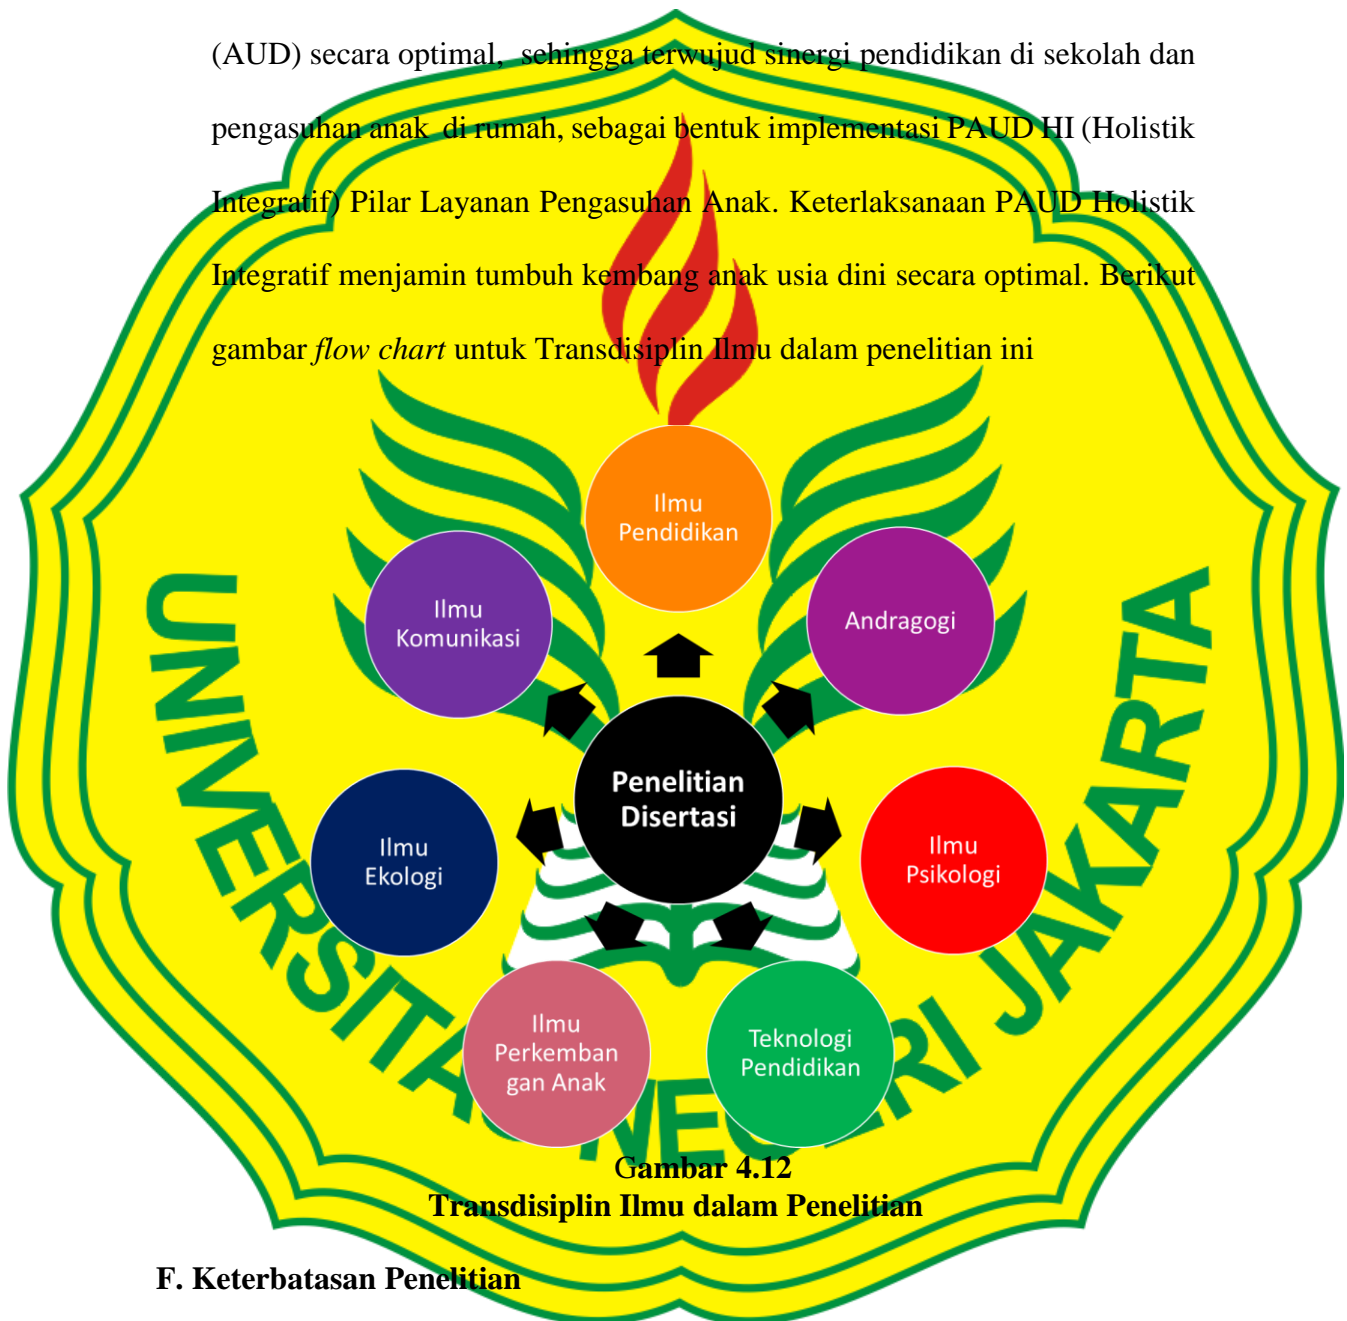 (AUD) secara optimal, sehingga terwujud sinergi pendidikan di sekolah dan
pengasuhan anak di rumah, sebagai bentuk implementasi PAUD HI (Holistik
Integratif) Pilar Layanan Pengasuhan Anak. Keterlaksanaan PAUD Holistik
Integratif menjamin tumbuh kembang anak usia dini secara optimal. Berikut
gambar flow chart untuk Transdisiplin Ilmu dalam penelitian ini
Ilmu
Pendidikan
Andragogi
Ilmu
Psikologi
Teknologi
Pendidikan
Ilmu
Perkemban
gan Anak
Ilmu
Ekologi
Ilmu
Komunikasi
Penelitian
Disertasi
UNIVERSITAS NEGERI JAKARTA
Gambar 4.12
Transdisiplin Ilmu dalam Penelitian
F. Keterbatasan Penelitian